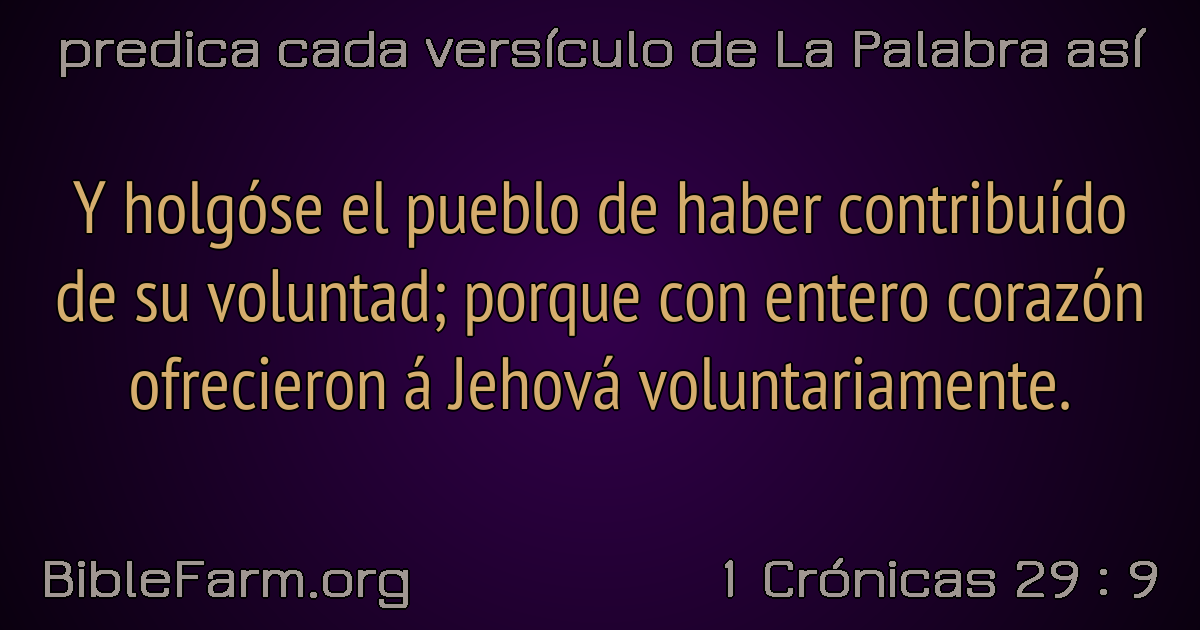 predica cada versículo de La Palabra así
Y holgóse el pueblo de haber contribuído
de su voluntad; porque con entero corazón
ofrecieron á Jehová voluntariamente.
BibleFarm.org
1 Crónicas 29 : 9